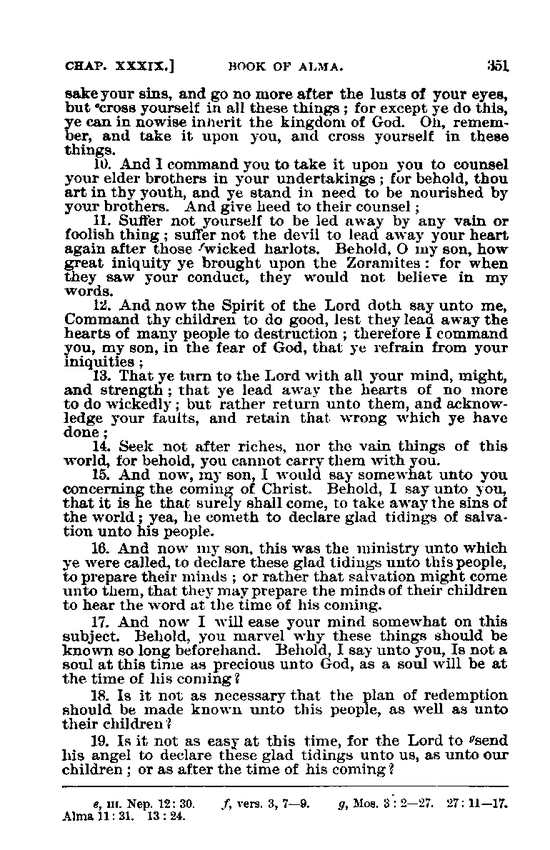 CHAP. XXXIX.] BOOK OF ALMA. 351
sake your sins, and go no more after the lusts of your eyes,
but ᵉcross yourself in all these things ; for except ye do this,
ye can in nowise inherit the kingdom of God. Oh, remem-
ber, and take it upon you, and cross yourself in these
things.
10. And I command you to take it upon you to counsel
your elder brothers in your undertakings ; for behold, thou
art in thy youth, and ye stand in need to be nourished by
your brothers. And give heed to their counsel ;
11. Suffer not yourself to be led away by any vain or
foolish thing ; suffer not the devil to lead away your heart
again after those ᶠwicked harlots. Behold, O my son, how
great iniquity ye brought upon the Zoramites : for when
they saw your conduct, they would not believe in my
words.
12. And now the Spirit of the Lord doth say unto me,
Command thy children to do good, lest they lead away the
hearts of many people to destruction ; therefore I command
you, my son, in the fear of God, that ye refrain from your
iniquities ;
13. That ye turn to the Lord with all your mind, might,
and strength ; that ye lead away the hearts of no more
to do wickedly ; but rather return unto them, and acknow-
ledge your faults, and retain that wrong which ye have
done ;
14. Seek not after riches, nor the vain things of this
world, for behold, you cannot carry them with you.
15. And now, my son, I would say somewhat unto you
concerning the coming of Christ. Behold, I say unto you,
that it is he that surely shall come, to take away the sins of
the world ; yea, he cometh to declare glad tidings of salva-
tion unto his people.
16. And now my son, this was the ministry unto which
ye were called, to declare these glad tidings unto this people,
to prepare their minds ; or rather that salvation might come
unto them, that they may prepare the minds of their children
to hear the word at the time of his coming.
17. And now I will ease your mind somewhat on this
subject. Behold, you marvel why these things should be
known so long beforehand. Behold, I say unto you, Is not a
soul at this time as precious unto God, as a soul will be at
the time of his coming ?
18. Is it not as necessary that the plan of redemption
should be made known unto this people, as well as unto
their children ?
19. Is it not as easy at this time, for the Lord to ᵍsend
his angel to declare these glad tidings unto us, as unto our
children ; or as after the time of his coming ?
e, III. Nep. 12 : 30. f, vers. 3, 7—9. g, Mos. 3 : 2—27. 27 : 11—17.
Alma 11 : 31. 13 : 24.